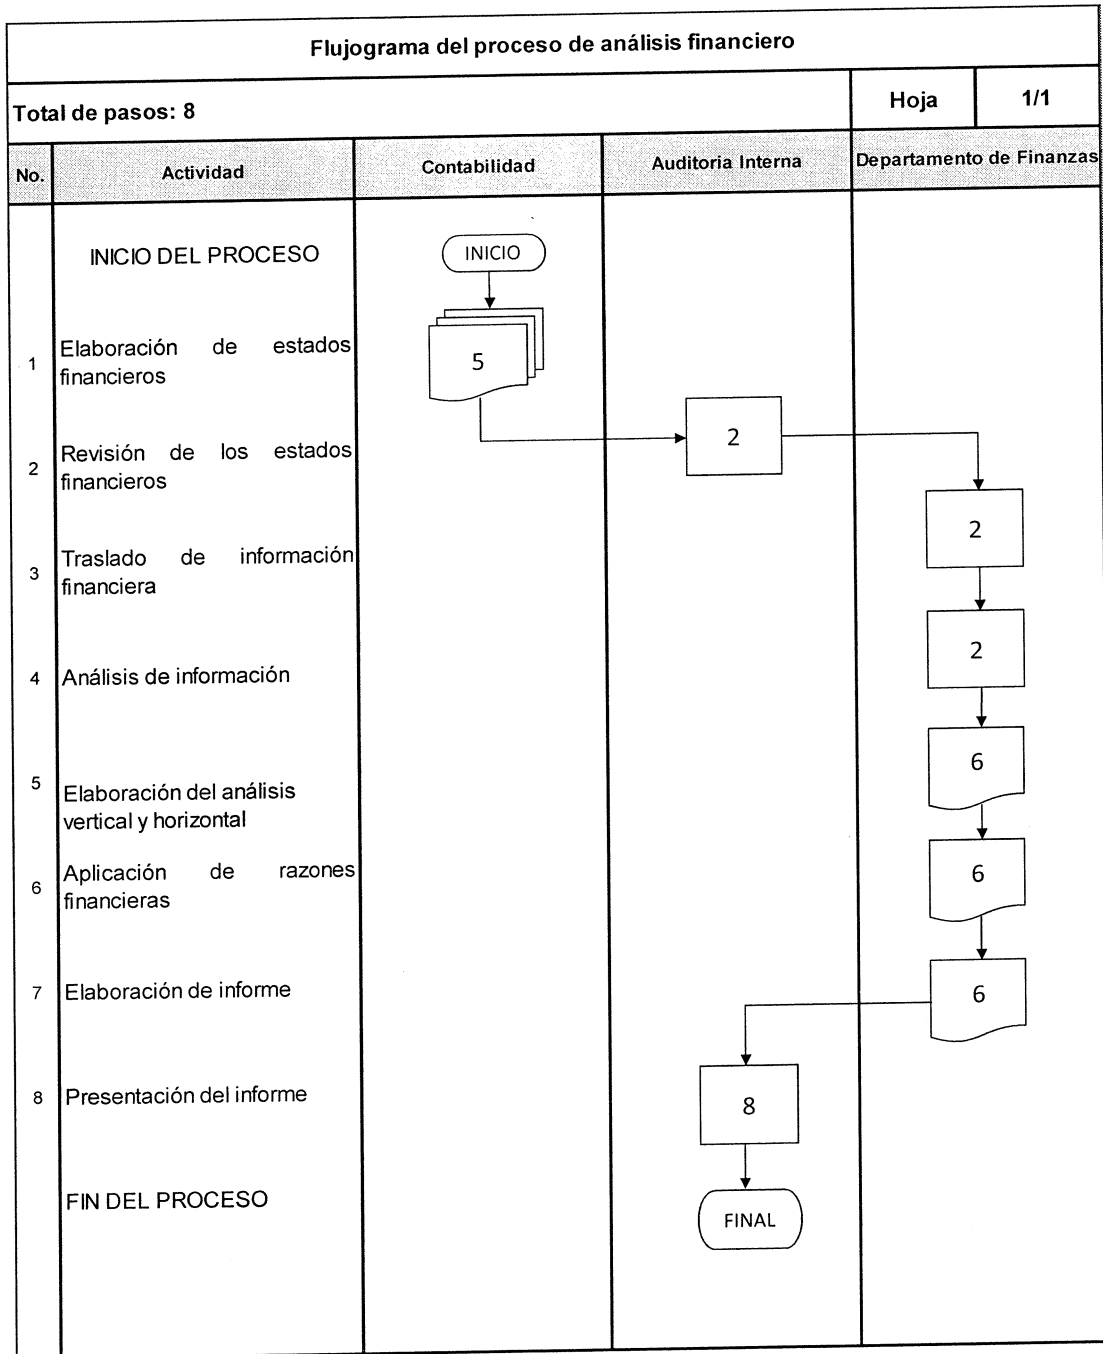 Flujograma del proceso de análisis financiero
Total de pasos: 8
Hoja
1/1
No.
Actividad
Contabilidad
Auditoria Interna
Departamento de Finanzas
INICIO DEL PROCESO
INICIO
1
Elaboración de estados
financieros
5
2
Revisión de los estados
financieros
2
3
Traslado de información
financiera
2
4
Análisis de información
2
5
Elaboración del análisis
vertical y horizontal
6
6
Aplicación de razones
financieras
6
7
Elaboración de informe
6
8
Presentación del informe
8
FIN DEL PROCESO
FINAL